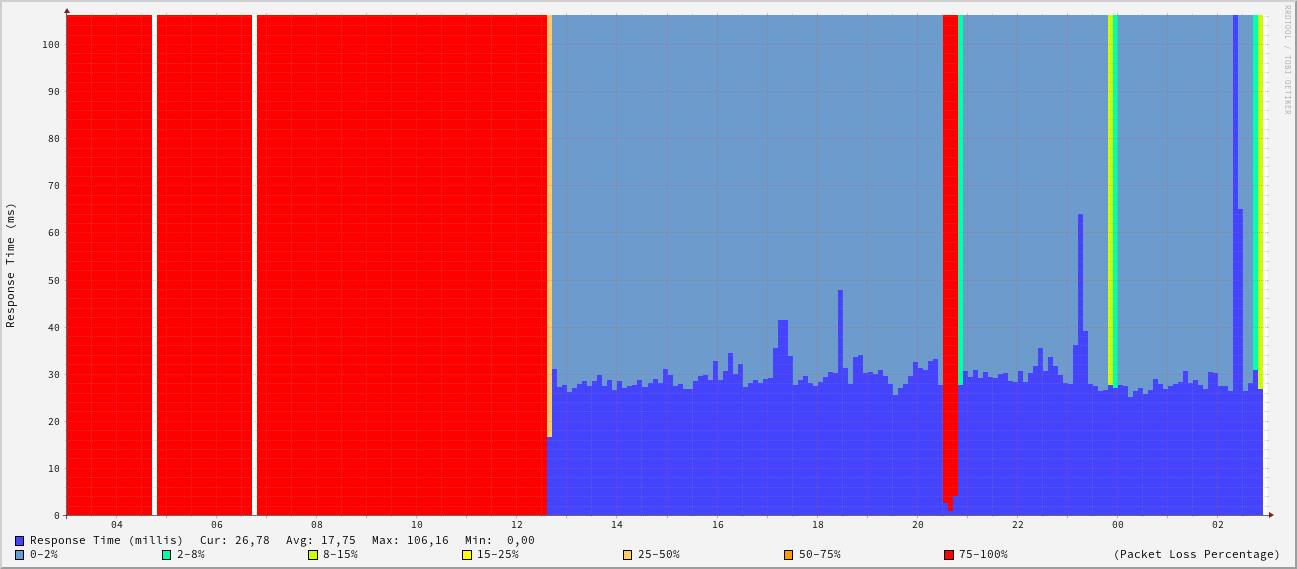 RRDTOOL / TOBI OETIKER
Response Time (ms)
100
90
80
70
60
50
40
30
20
10
0
04 06 08 10 12 14 16 18 20 22 00 02
Response Time (millis) Cur: 26,78 Avg: 17,75 Max: 106,16 Min: 0,00
0-2% 2-8% 8-15% 15-25% 25-50% 50-75% 75-100% (Packet Loss Percentage)